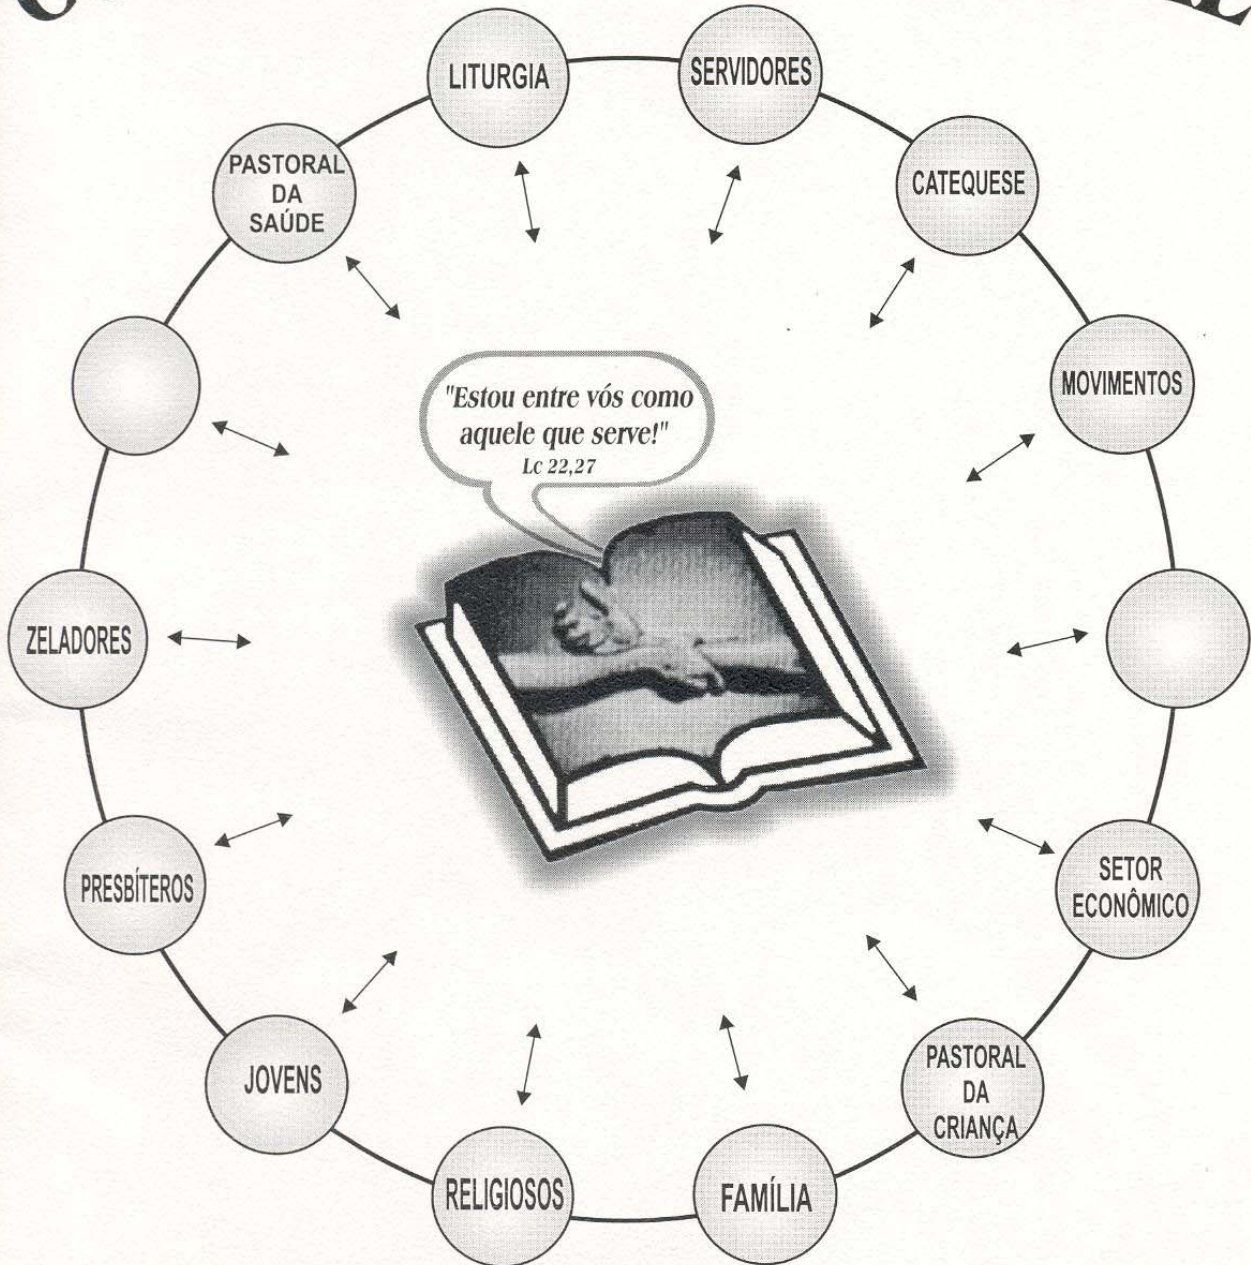 LITURGIA
SERVIDORES
CATEQUESE
MOVIMENTOS
SETOR
ECONÔMICO
PASTORAL
DA
CRIANÇA
FAMÍLIA
RELIGIOSOS
JOVENS
PRESBÍTEROS
ZELADORES
PASTORAL
DA
SAÚDE
"Estou entre vós como
aquele que serve!"
Lc 22,27